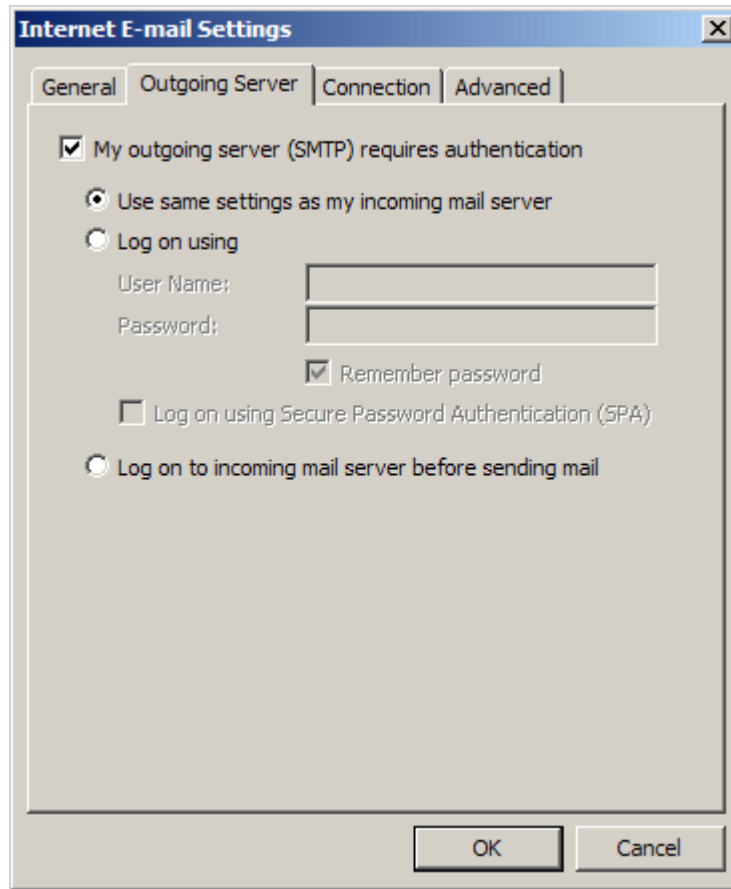 Internet E-mail Settings
General Outgoing Server Connection Advanced
My outgoing server (SMTP) requires authentication
Use same settings as my incoming mail server
Log on using
User Name:
Password:
Remember password
Log on using Secure Password Authentication (SPA)
Log on to incoming mail server before sending mail
OK Cancel